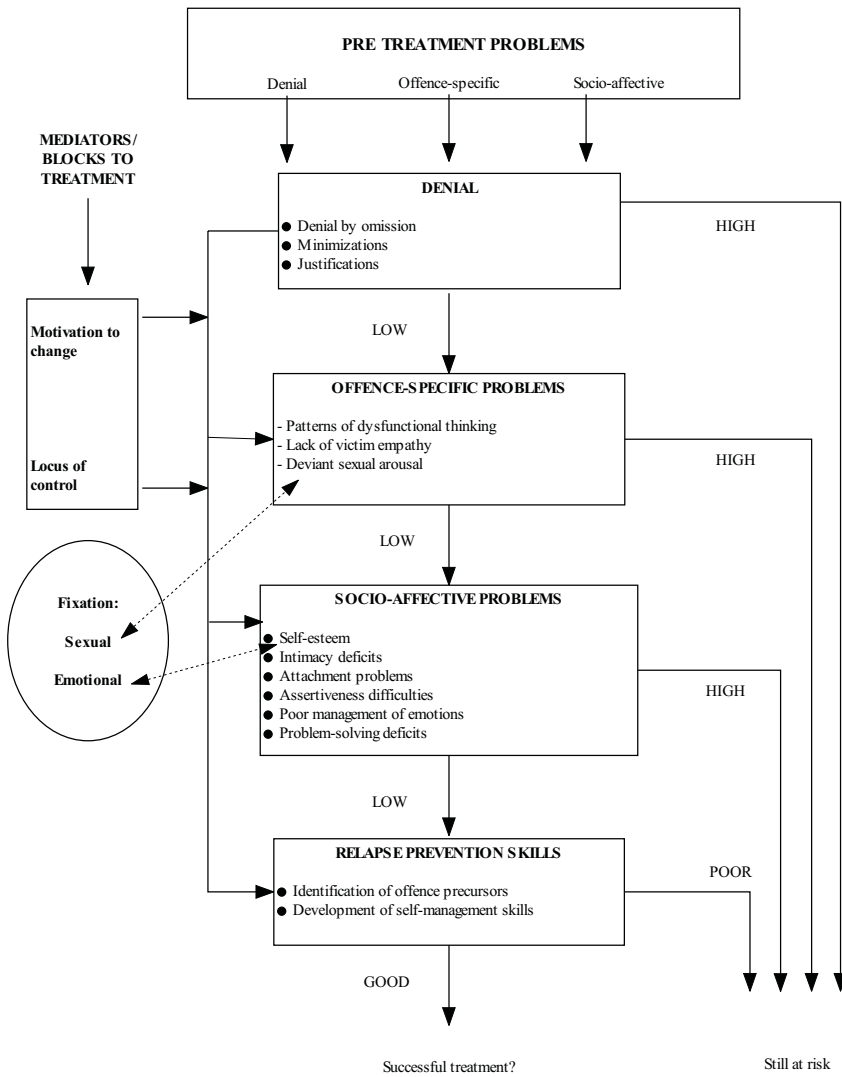 PRE TREATMENT PROBLEMS
Denial
Offence-specific
Socio-affective
MEDIATORS/
BLOCKS TO
TREATMENT
DENIAL
● Denial by omission
● Minimizations
● Justifications
HIGH
Motivation to
change
Locus of
control
LOW
OFFENCE-SPECIFIC PROBLEMS
- Patterns of dysfunctional thinking
- Lack of victim empathy
- Deviant sexual arousal
HIGH
LOW
Fixation:
Sexual
Emotional
SOCIO-AFFECTIVE PROBLEMS
● Self-esteem
● Intimacy deficits
● Attachment problems
● Assertiveness difficulties
● Poor management of emotions
● Problem-solving deficits
HIGH
LOW
RELAPSE PREVENTION SKILLS
● Identification of offence precursors
● Development of self-management skills
POOR
GOOD
Successful treatment?
Still at risk